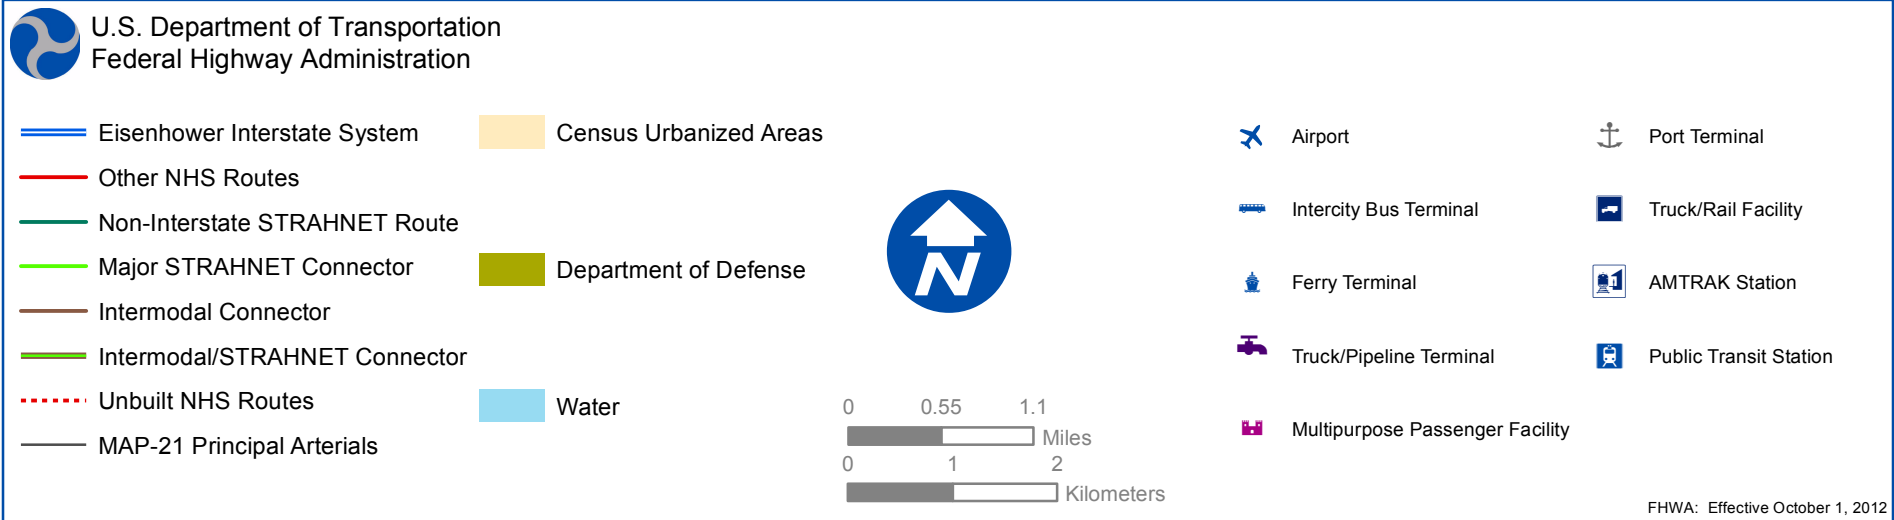 U.S. Department of Transportation
Federal Highway Administration
Eisenhower Interstate System
Other NHS Routes
Non-Interstate STRAHNET Route
Major STRAHNET Connector
Intermodal Connector
Intermodal/STRAHNET Connector
Unbuilt NHS Routes
MAP-21 Principal Arterials
Census Urbanized Areas
Department of Defense
Water
N
0 0.55 1.1
Miles
0 1 2
Kilometers
Airport
Intercity Bus Terminal
Ferry Terminal
Truck/Pipeline Terminal
Multipurpose Passenger Facility
Port Terminal
Truck/Rail Facility
AMTRAK Station
Public Transit Station
FHWA: Effective October 1, 2012